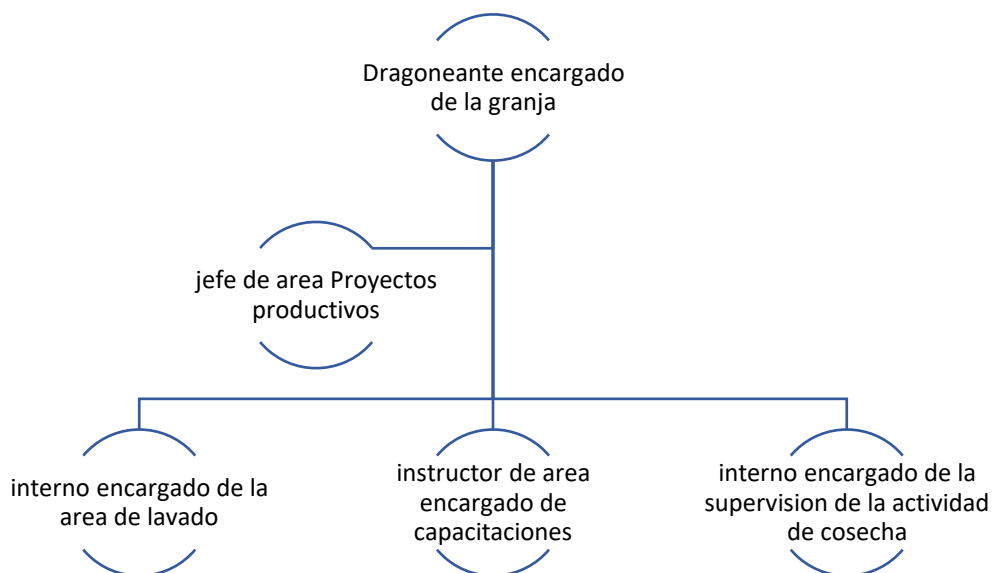 Dragoneante encargado
de la granja
jefe de area Proyectos
productivos
interno encargado de la
area de lavado
instructor de area
encargado de
capacitaciones
interno encargado de la
supervision de la actividad
de cosecha